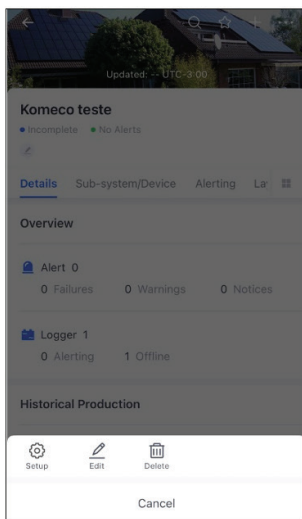 Updated: -- UTC-3:00
Komeco teste
Incomplete No Alerts
Details Sub-system/Device Alerting La
Overview
Alert 0
0 Failures 0 Warnings 0 Notices
Logger 1
0 Alerting 1 Offline
Historical Production
Setup Edit Delete
Cancel